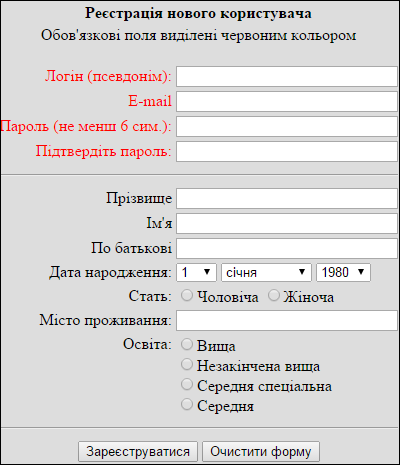 Реєстрація нового користувача
Обов'язкові поля виділені червоним кольором
Логін (псевдонім):
E-mail
Пароль (не менш 6 сим.):
Підтвердіть пароль:
Прізвище
Ім'я
По батькові
Дата народження: 1 січня 1980
Стать: Чоловіча Жіноча
Місто проживання:
Освіта: Вища
Незакінчена вища
Середня спеціальна
Середня
Зареєструватися Очистити форму